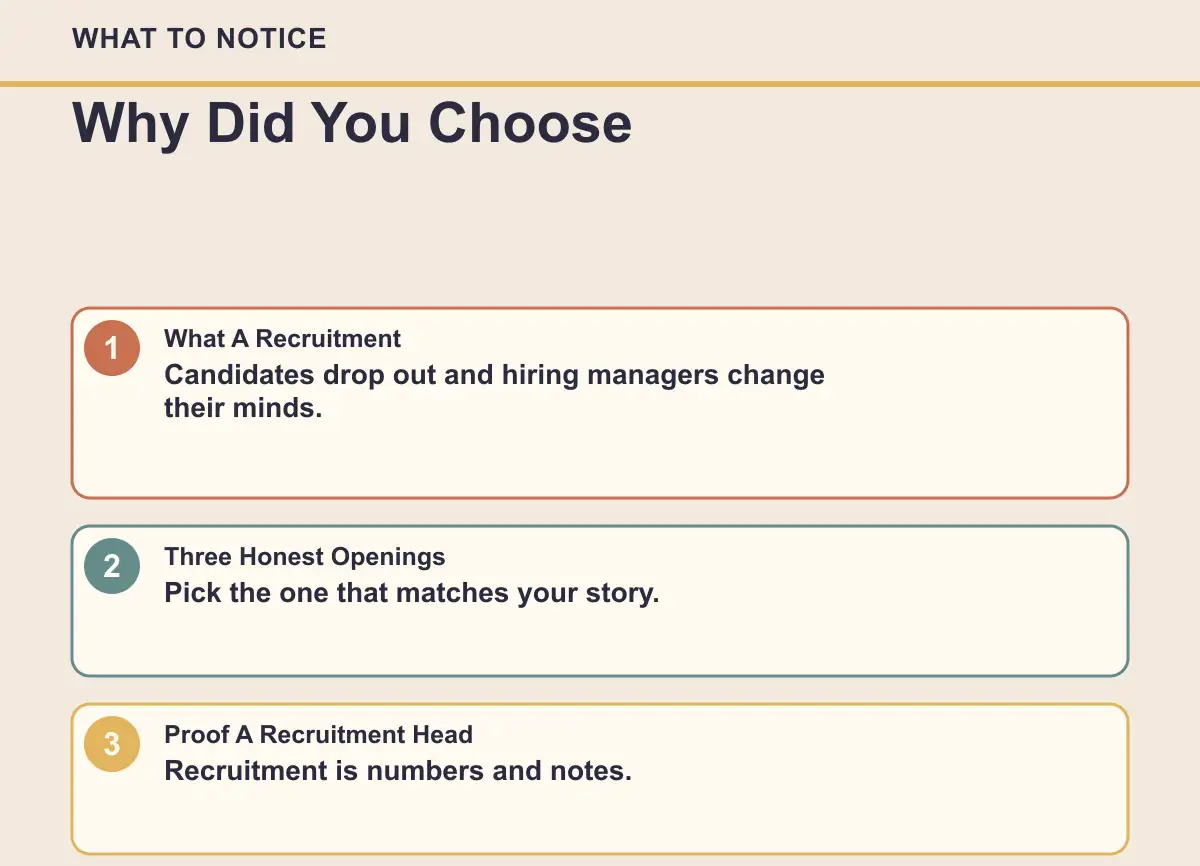 WHAT TO NOTICE
Why Did You Choose
1
What A Recruitment
Candidates drop out and hiring managers change
their minds.
2
Three Honest Openings
Pick the one that matches your story.
3
Proof A Recruitment Head
Recruitment is numbers and notes.